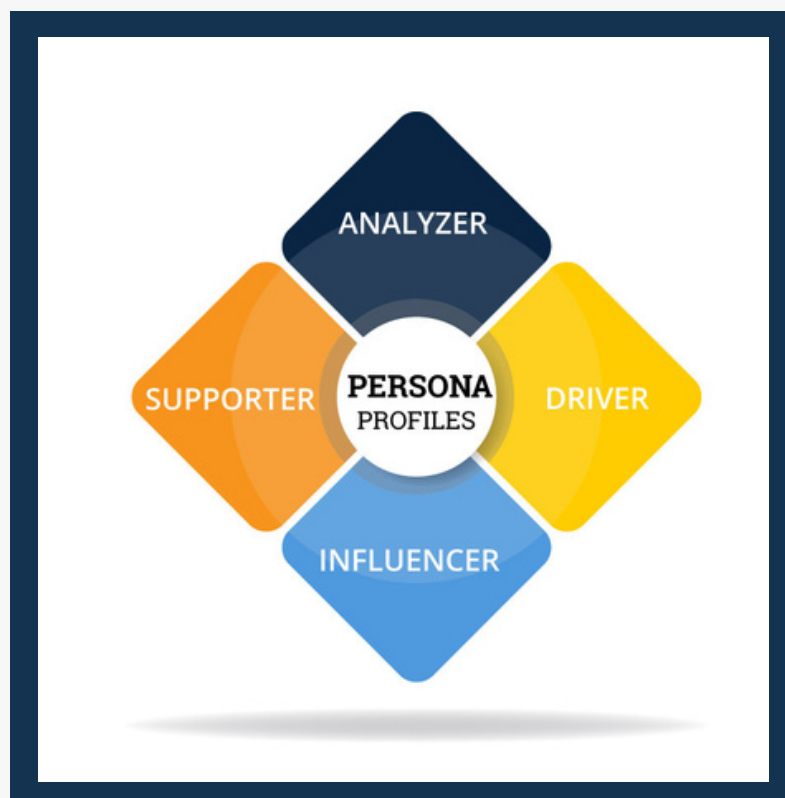 ANALYZER
SUPPORTER
PERSONA
PROFILES
DRIVER
INFLUENCER